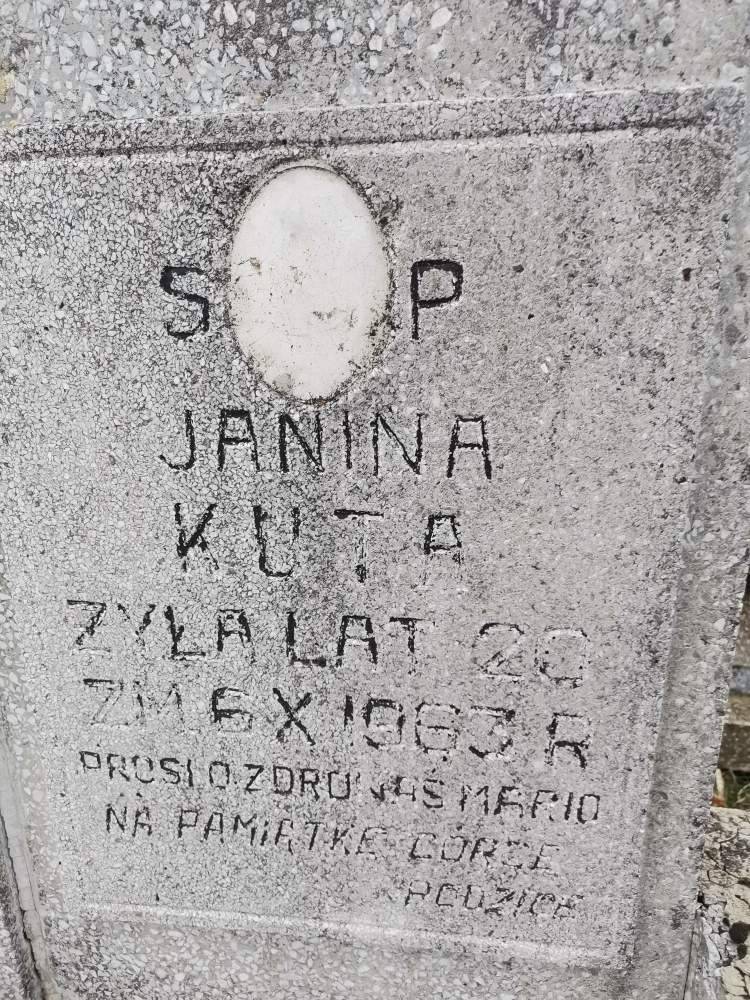 S P
JANINA
KUTA
ŻYŁA LAT 20
ZM 6 X 1963 R
PROSI O ZDROWAŚ MARIO
NA PAMIĄTKĘ CÓRCE
RODZICE